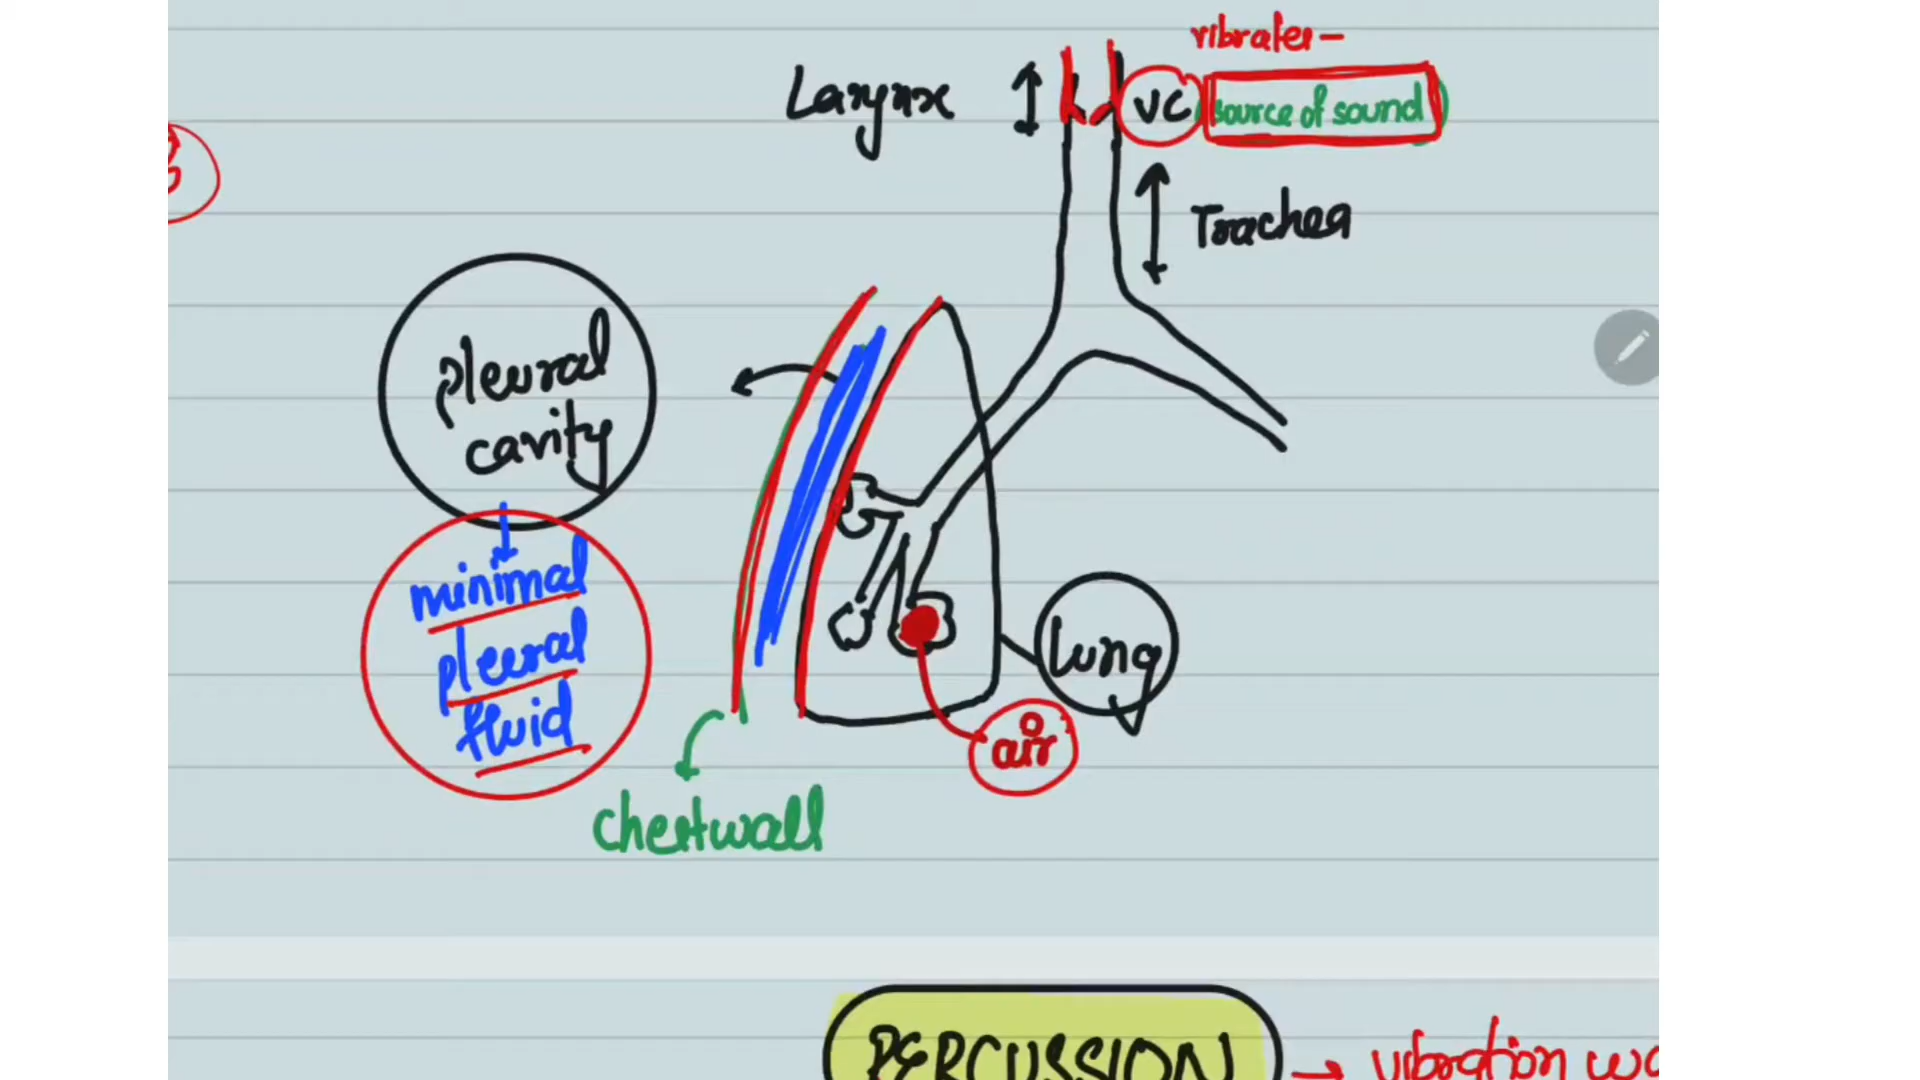 vibrates -
Larynx
VC
(source of sound)
Trachea
pleural
cavity
minimal
pleural
fluid
lung
air
chestwall
PERCUSSION → vibration